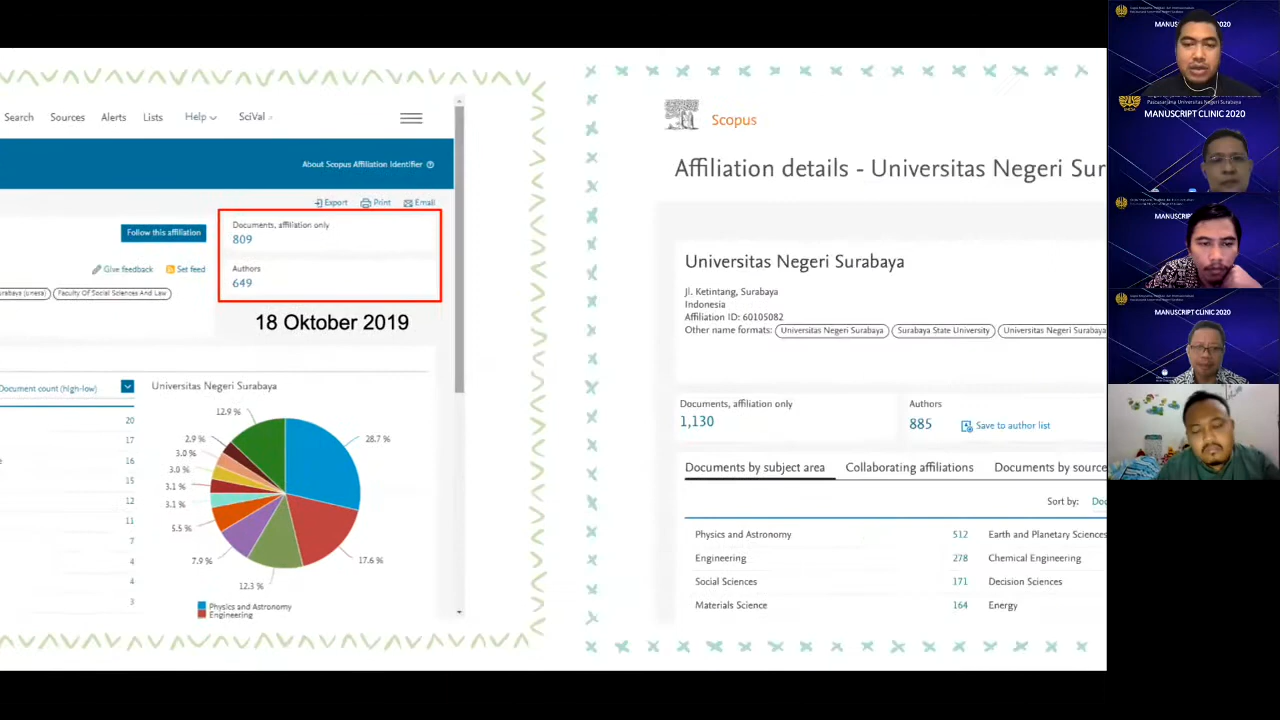 Search Sources Alerts Lists Help SciVal
About Scopus Affiliation Identifier
Export Print Email
Follow this affiliation
Documents, affiliation only
809
Give feedback Set feed
Authors
649
(unesa) Faculty Of Social Sciences And Law
18 Oktober 2019
Document count (high-low)
Universitas Negeri Surabaya
20
17
16
15
12
11
7
4
4
3
12.9 %
2.9 %
3.0 %
3.0 %
3.1 %
3.1 %
5.5 %
7.9 %
12.3 %
17.6 %
28.7 %
Physics and Astronomy
Engineering
Scopus
Affiliation details - Universitas Negeri Sur
Universitas Negeri Surabaya
Jl. Ketintang, Surabaya
Indonesia
Affiliation ID: 60105082
Other name formats: Universitas Negeri Surabaya Surabaya State University Universitas Negeri Surabaya
Documents, affiliation only
1,130
Authors
885 Save to author list
Documents by subject area Collaborating affiliations Documents by source
Sort by: Doc
Physics and Astronomy 512 Earth and Planetary Sciences
Engineering 278 Chemical Engineering
Social Sciences 171 Decision Sciences
Materials Science 164 Energy
MANUSC 2020
Pascasarjana Universitas Negeri Surabaya
MANUSCRIPT CLINIC 2020
MANUSCRIPT
MANUSCRIPT CLINIC 2020